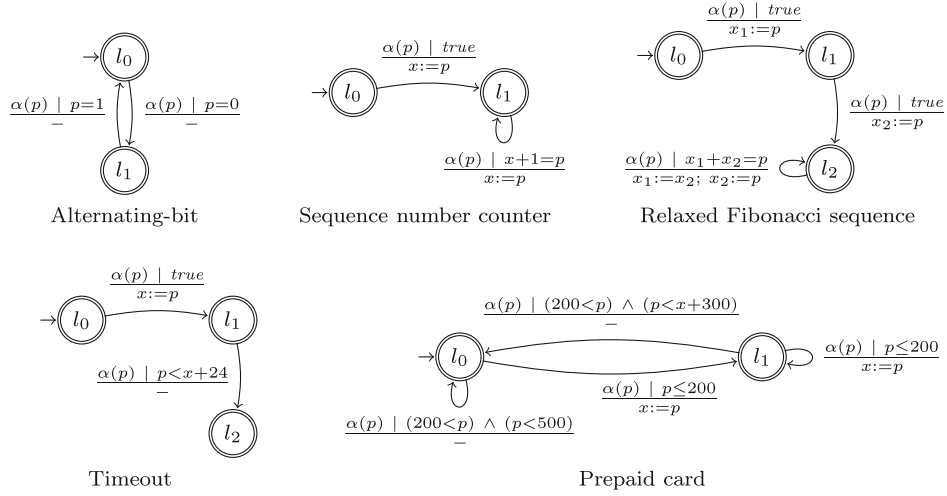 l₀
α(p) | p=1
–
α(p) | p=0
–
l₁
Alternating-bit
l₀
α(p) | true
x:=p
l₁
α(p) | x+1=p
x:=p
Sequence number counter
l₀
α(p) | true
x₁:=p
l₁
α(p) | true
x₂:=p
α(p) | x₁+x₂=p
x₁:=x₂; x₂:=p
l₂
Relaxed Fibonacci sequence
l₀
α(p) | true
x:=p
l₁
α(p) | p<x+24
–
l₂
Timeout
α(p) | (200<p) ∧ (p<x+300)
–
l₀
l₁
α(p) | p≤200
x:=p
α(p) | p≤200
x:=p
α(p) | (200<p) ∧ (p<500)
–
Prepaid card